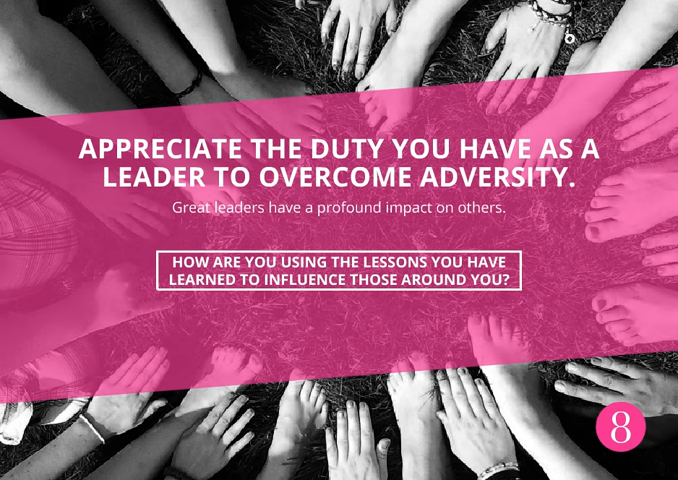 APPRECIATE THE DUTY YOU HAVE AS A
LEADER TO OVERCOME ADVERSITY.
Great leaders have a profound impact on others.
HOW ARE YOU USING THE LESSONS YOU HAVE
LEARNED TO INFLUENCE THOSE AROUND YOU?
8